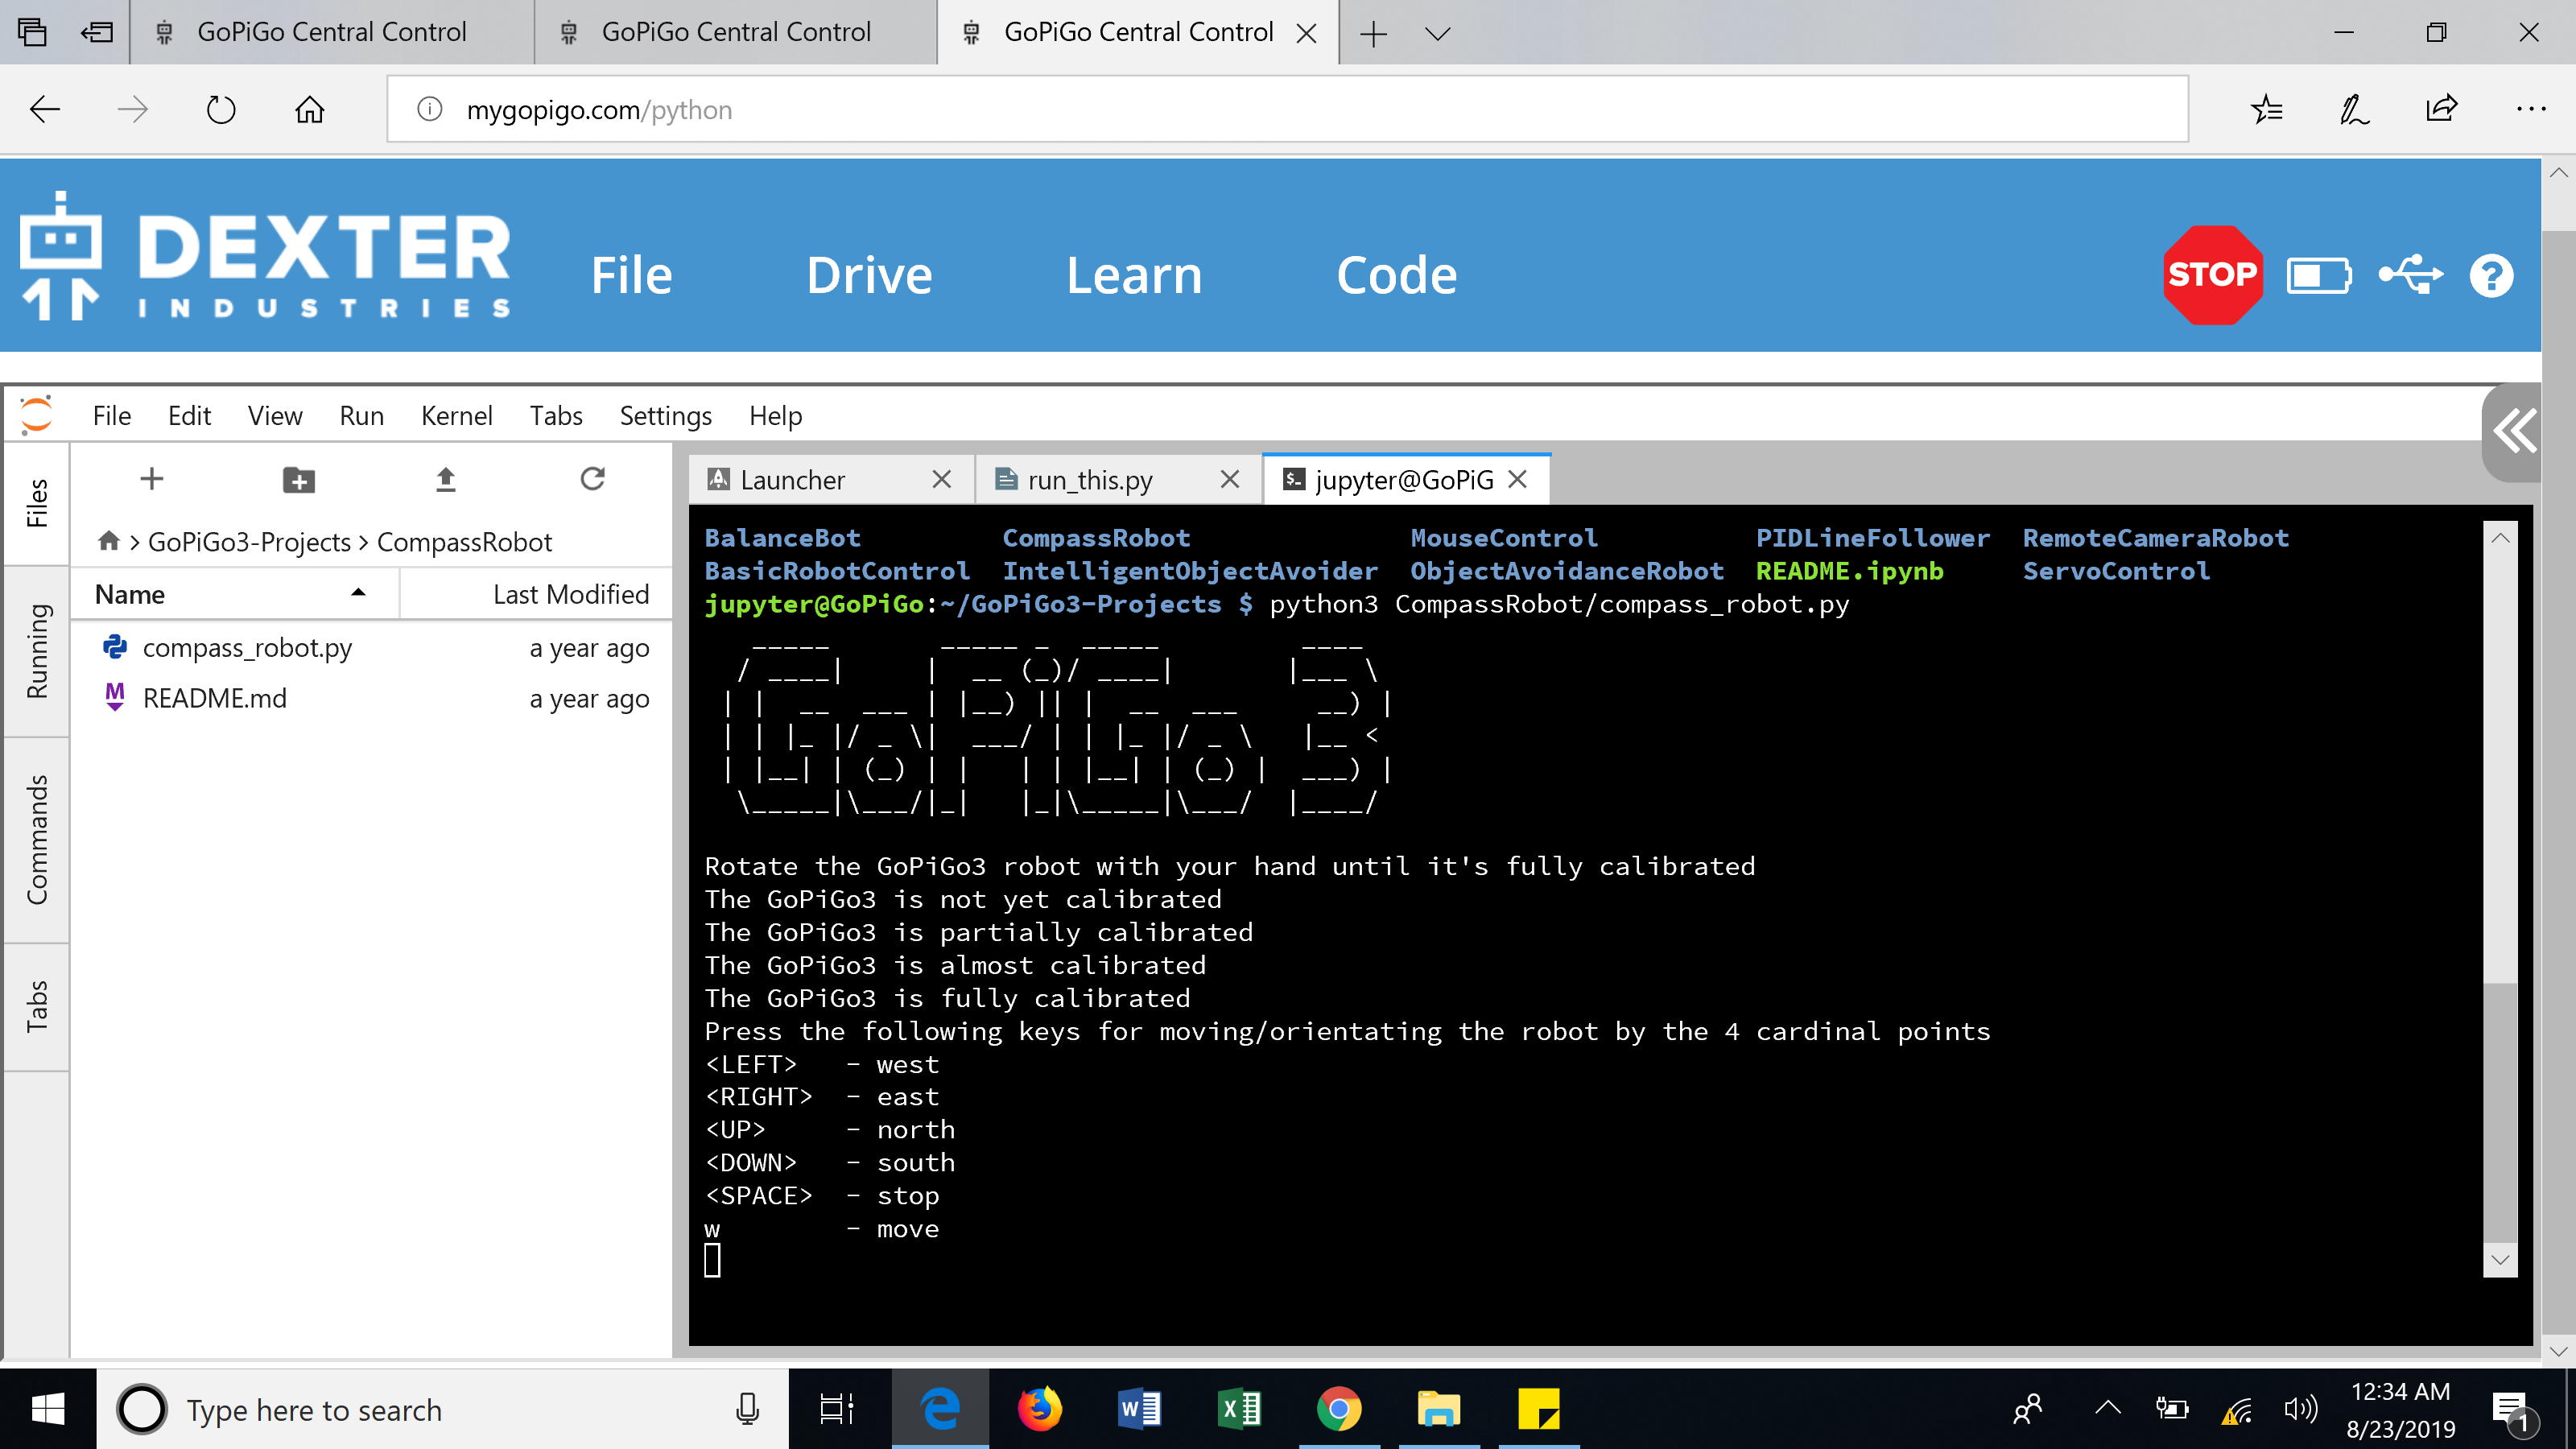 GoPiGo Central Control
GoPiGo Central Control
GoPiGo Central Control
mygopigo.com/python
DEXTER
INDUSTRIES
File Drive Learn Code
STOP
File Edit View Run Kernel Tabs Settings Help
Files
Running
Commands
Tabs
GoPiGo3-Projects > CompassRobot
Name Last Modified
compass_robot.py a year ago
README.md a year ago
Launcher
run_this.py
jupyter@GoPiG
BalanceBot CompassRobot MouseControl PIDLineFollower RemoteCameraRobot
BasicRobotControl IntelligentObjectAvoider ObjectAvoidanceRobot README.ipynb ServoControl
jupyter@GoPiGo:~/GoPiGo3-Projects $ python3 CompassRobot/compass_robot.py
GoPiGo 3
Rotate the GoPiGo3 robot with your hand until it's fully calibrated
The GoPiGo3 is not yet calibrated
The GoPiGo3 is partially calibrated
The GoPiGo3 is almost calibrated
The GoPiGo3 is fully calibrated
Press the following keys for moving/orientating the robot by the 4 cardinal points
<LEFT> - west
<RIGHT> - east
<UP> - north
<DOWN> - south
<SPACE> - stop
w - move
Type here to search
12:34 AM
8/23/2019
1